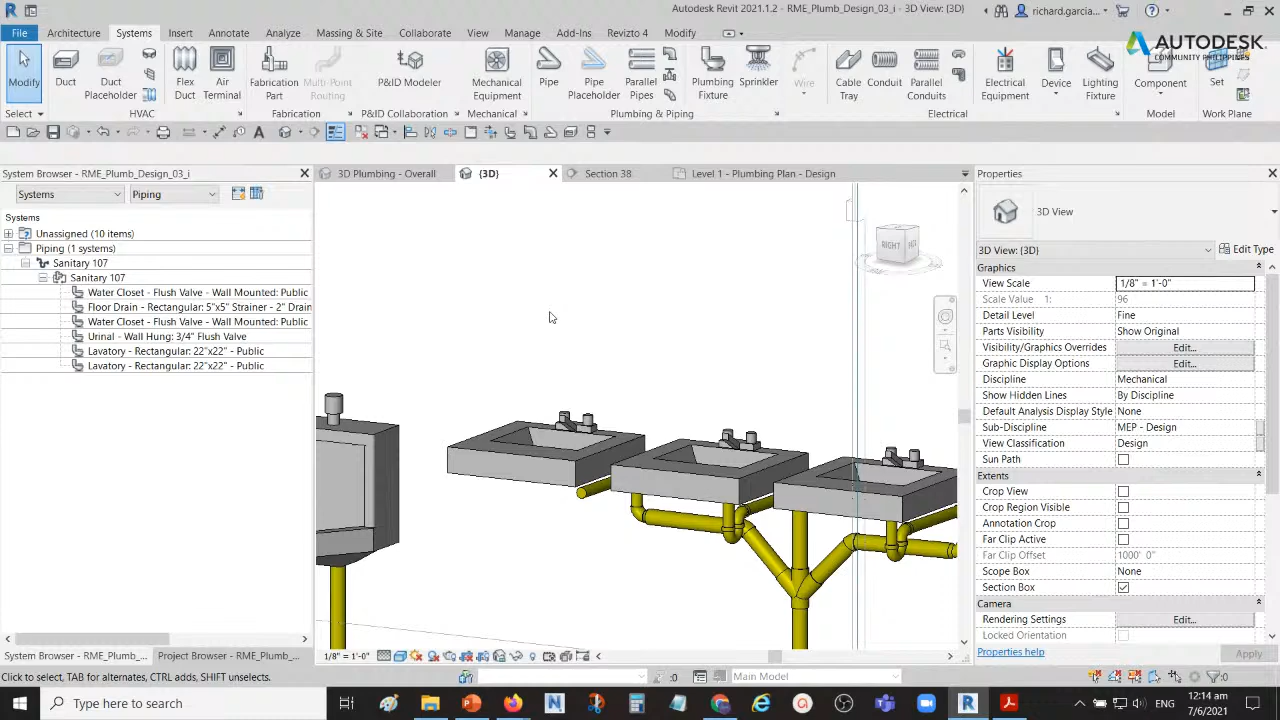 Autodesk Revit 2021.1.2 - RME_Plumb_Design_03_i - 3D View: {3D}
richard.garcia...
AUTODESK
COMMUNITY PHILIPPINES
File Architecture Systems Insert Annotate Analyze Massing & Site Collaborate View Manage Add-Ins Revizto 4 Modify
Modify
Duct
Duct Placeholder
Flex Duct
Air Terminal
Fabrication Part
Multi-Point Routing
P&ID Modeler
Mechanical Equipment
Pipe
Pipe Placeholder
Parallel Pipes
Plumbing Fixture
Sprinkler
Wire
Cable Tray
Conduit
Parallel Conduits
Electrical Equipment
Device
Lighting Fixture
Component
Set
Select HVAC Fabrication P&ID Collaboration Mechanical Plumbing & Piping Electrical Model Work Plane
System Browser - RME_Plumb_Design_03_i
3D Plumbing - Overall
{3D}
Section 38
Level 1 - Plumbing Plan - Design
Properties
Systems
Piping
Systems
Unassigned (10 items)
Piping (1 systems)
Sanitary 107
Sanitary 107
Water Closet - Flush Valve - Wall Mounted: Public
Floor Drain - Rectangular: 5"x5" Strainer - 2" Drain
Water Closet - Flush Valve - Wall Mounted: Public
Urinal - Wall Hung: 3/4" Flush Valve
Lavatory - Rectangular: 22"x22" - Public
Lavatory - Rectangular: 22"x22" - Public
RIGHT
3D View
3D View: {3D}
Edit Type
Graphics
View Scale 1/8" = 1'-0"
Scale Value 1: 96
Detail Level Fine
Parts Visibility Show Original
Visibility/Graphics Overrides Edit...
Graphic Display Options Edit...
Discipline Mechanical
Show Hidden Lines By Discipline
Default Analysis Display Style None
Sub-Discipline MEP - Design
View Classification Design
Sun Path
Extents
Crop View
Crop Region Visible
Annotation Crop
Far Clip Active
Far Clip Offset 1000' 0"
Scope Box None
Section Box
Camera
Rendering Settings Edit...
Locked Orientation
Properties help
Apply
System Browser - RME_Plumb_...
Project Browser - RME_Plumb_...
1/8" = 1'-0"
Click to select, TAB for alternates, CTRL adds, SHIFT unselects.
:0
Main Model
:0
Type here to search
ENG
12:14 am
7/6/2021